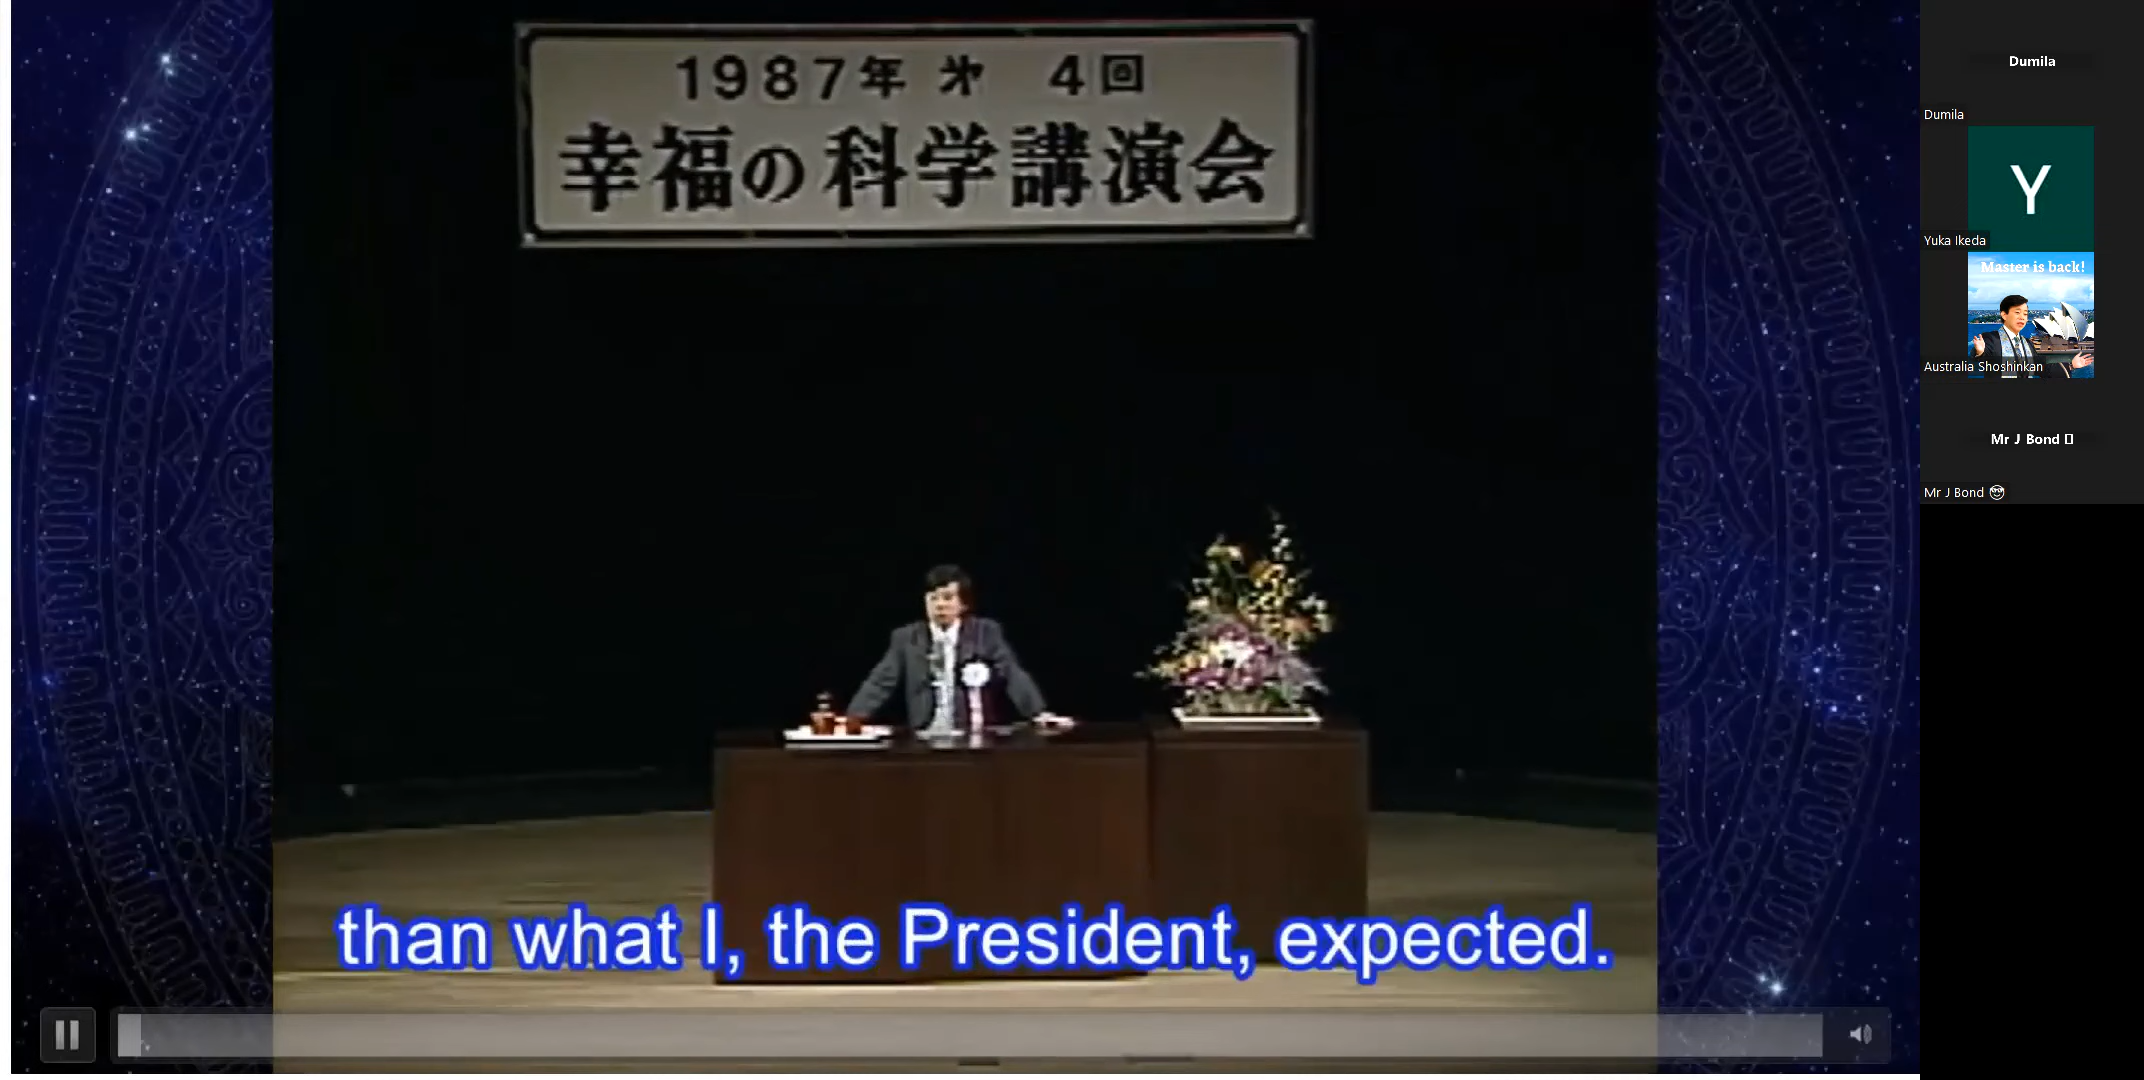 1987年 㐧 4回
幸福の科学講演会
than what I, the President, expected.
Dumila
Dumila
Y
Yuka Ikeda
Master is back!
Australia Shoshinkan
Mr J Bond ▯
Mr J Bond 🤓